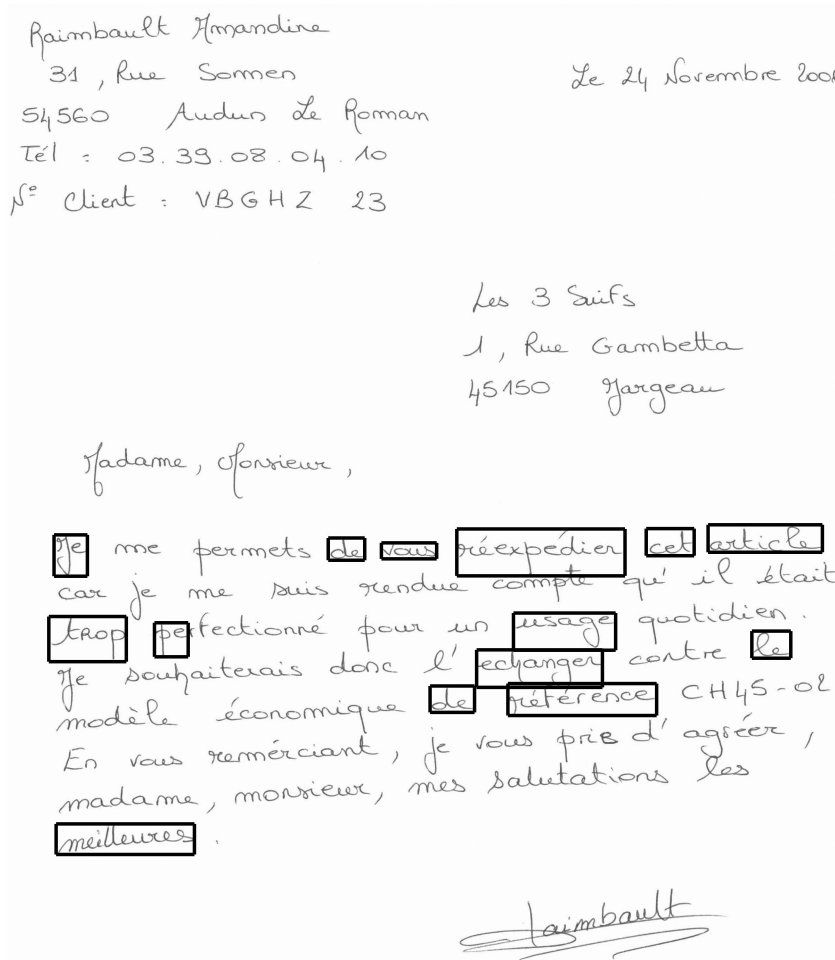 Raimbault Amandine
31, Rue Sommen
Le 24 Novembre
54560 Audun Le Roman
Tél : 03.39.08.04.10
N° Client : VBGHZ 23
Les 3 Suifs
1, Rue Gambetta
45150 Jargeau
Madame, Monsieur,
Je me permets de vous réexpédier cet article
car je me suis rendue compte qu'il était
trop perfectionné pour un usage quotidien.
Je souhaiterais donc l'echanger contre le
modèle économique de référence CH45-02
En vous remérciant, je vous prie d'agréer,
madame, monsieur, mes salutations les
meilleures.
Raimbault